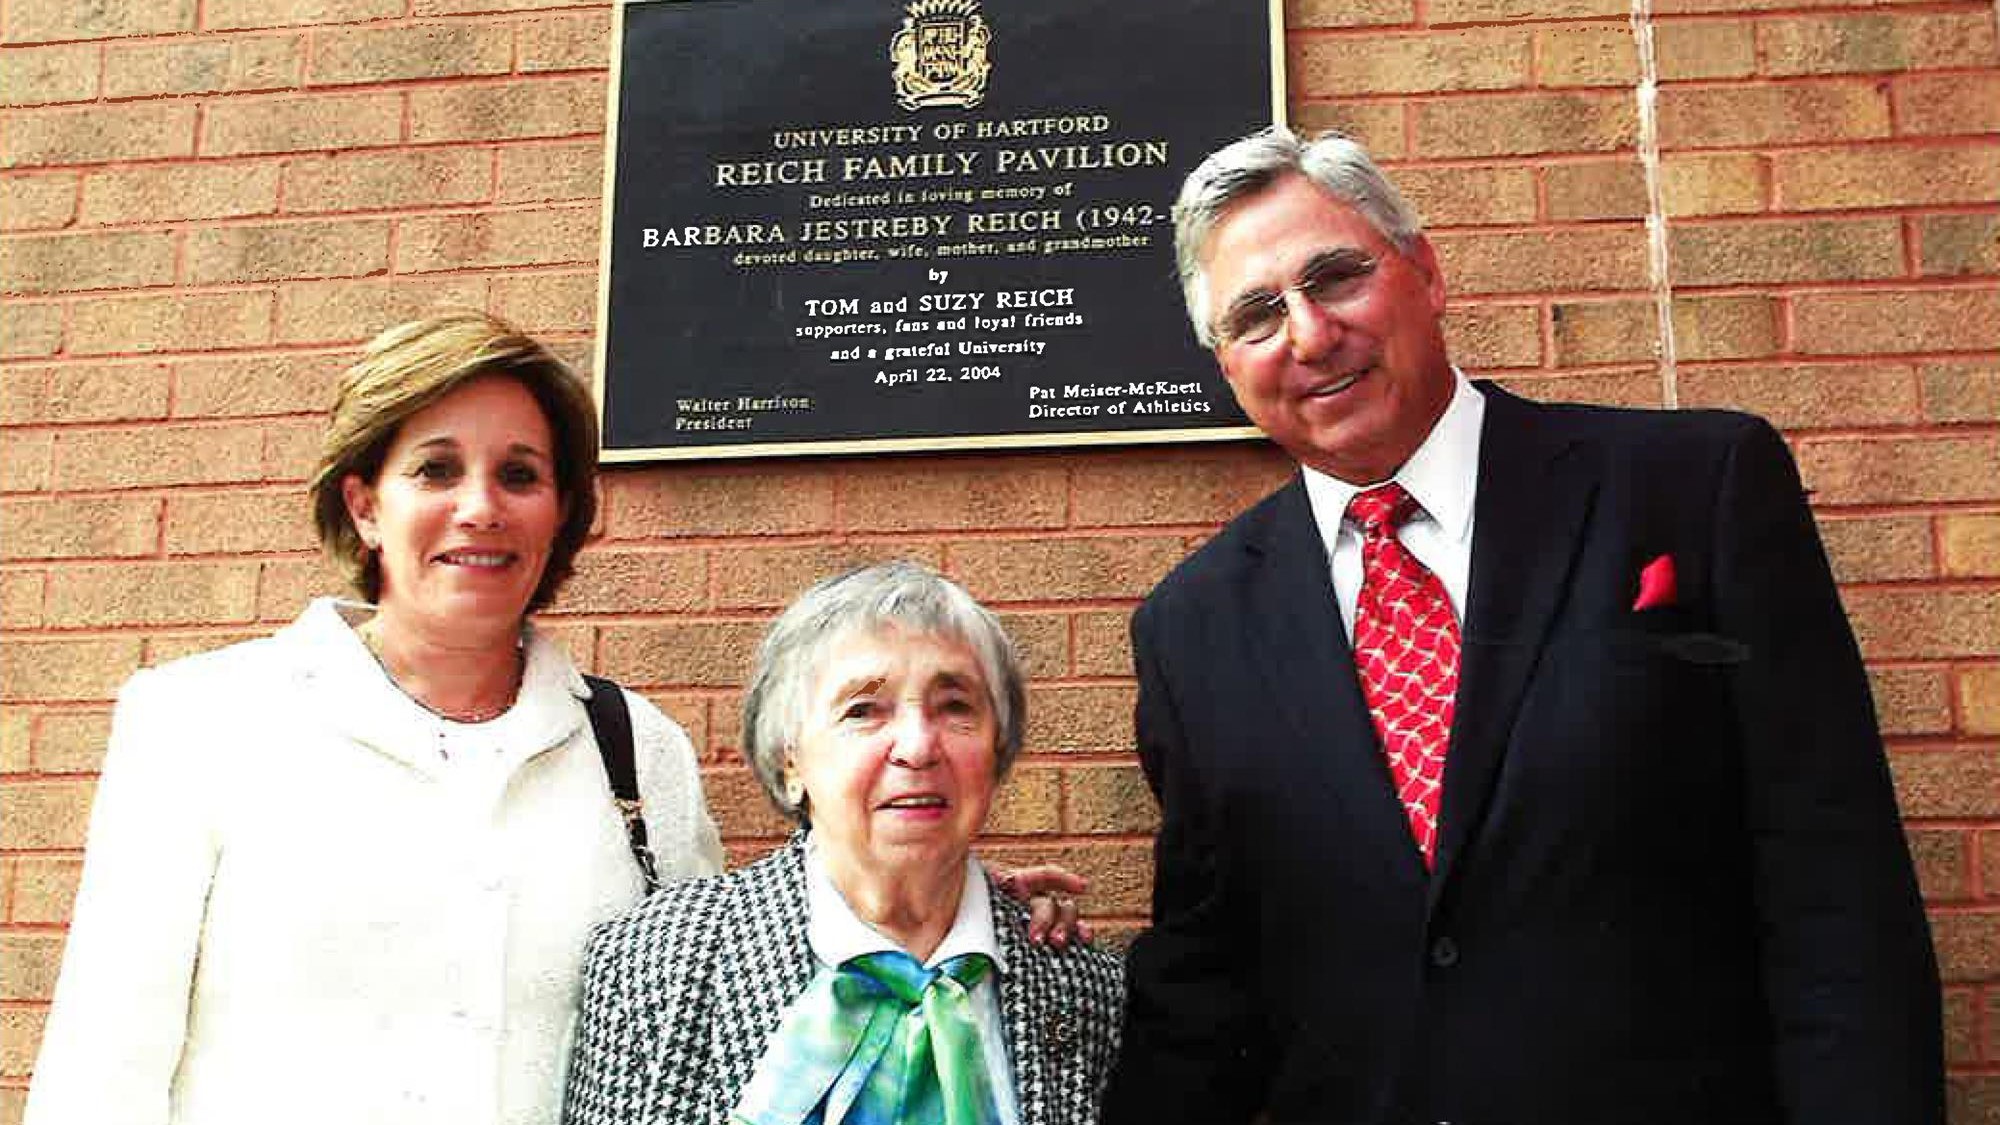 UNIVERSITY OF HARTFORD
REICH FAMILY PAVILION
Dedicated in loving memory of
BARBARA JESTREBY REICH (1942-
devoted daughter, wife, mother, and grandmother
by
TOM and SUZY REICH
supporters, fans and loyal friends
and a grateful University
April 22, 2004
Walter Harrison
President
Pat Meiser-McKnett
Director of Athletics